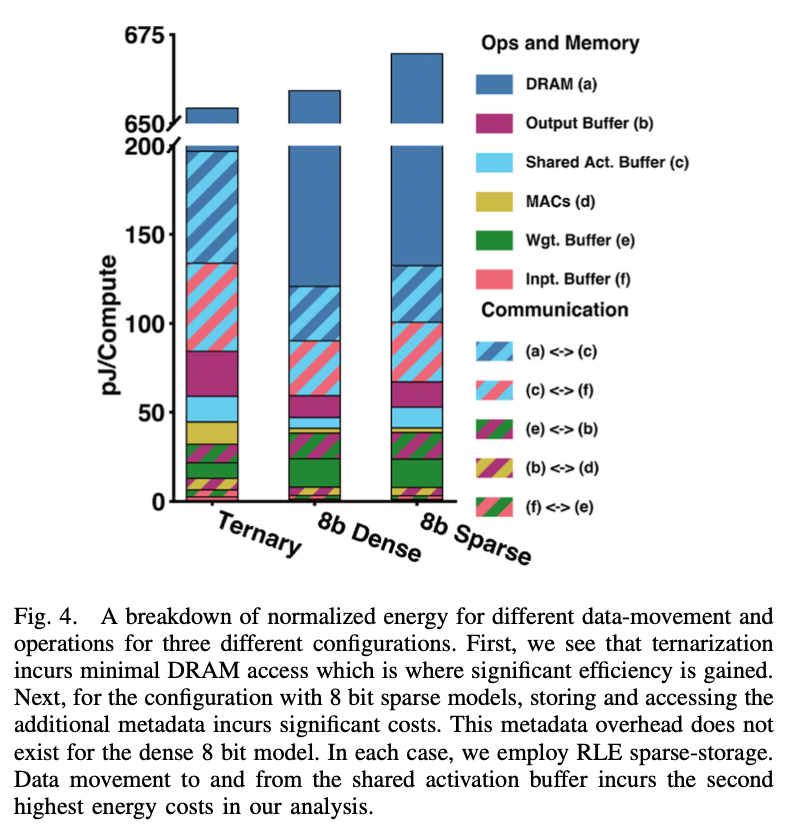 675
650
200
150
100
50
0
pJ/Compute
Ternary
8b Dense
8b Sparse
Ops and Memory
DRAM (a)
Output Buffer (b)
Shared Act. Buffer (c)
MACs (d)
Wgt. Buffer (e)
Inpt. Buffer (f)
Communication
(a) <-> (c)
(c) <-> (f)
(e) <-> (b)
(b) <-> (d)
(f) <-> (e)
Fig. 4. A breakdown of normalized energy for different data-movement and
operations for three different configurations. First, we see that ternarization
incurs minimal DRAM access which is where significant efficiency is gained.
Next, for the configuration with 8 bit sparse models, storing and accessing the
additional metadata incurs significant costs. This metadata overhead does not
exist for the dense 8 bit model. In each case, we employ RLE sparse-storage.
Data movement to and from the shared activation buffer incurs the second
highest energy costs in our analysis.